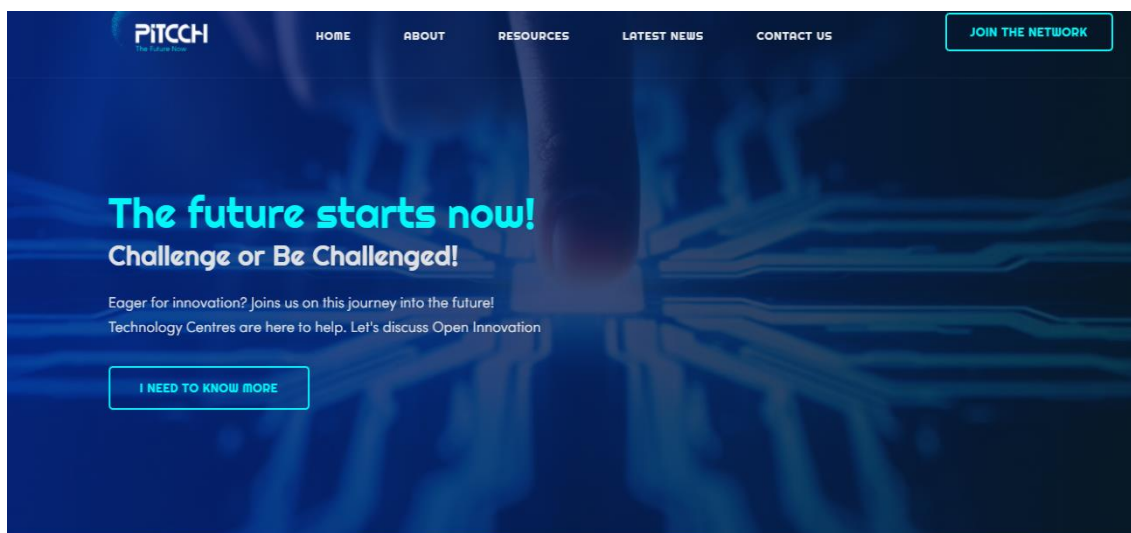 PiTCCH
The Future Now
HOME
ABOUT
RESOURCES
LATEST NEWS
CONTACT US
JOIN THE NETWORK
The future starts now!
Challenge or Be Challenged!
Eager for innovation? Joins us on this journey into the future!
Technology Centres are here to help. Let's discuss Open Innovation
I NEED TO KNOW MORE